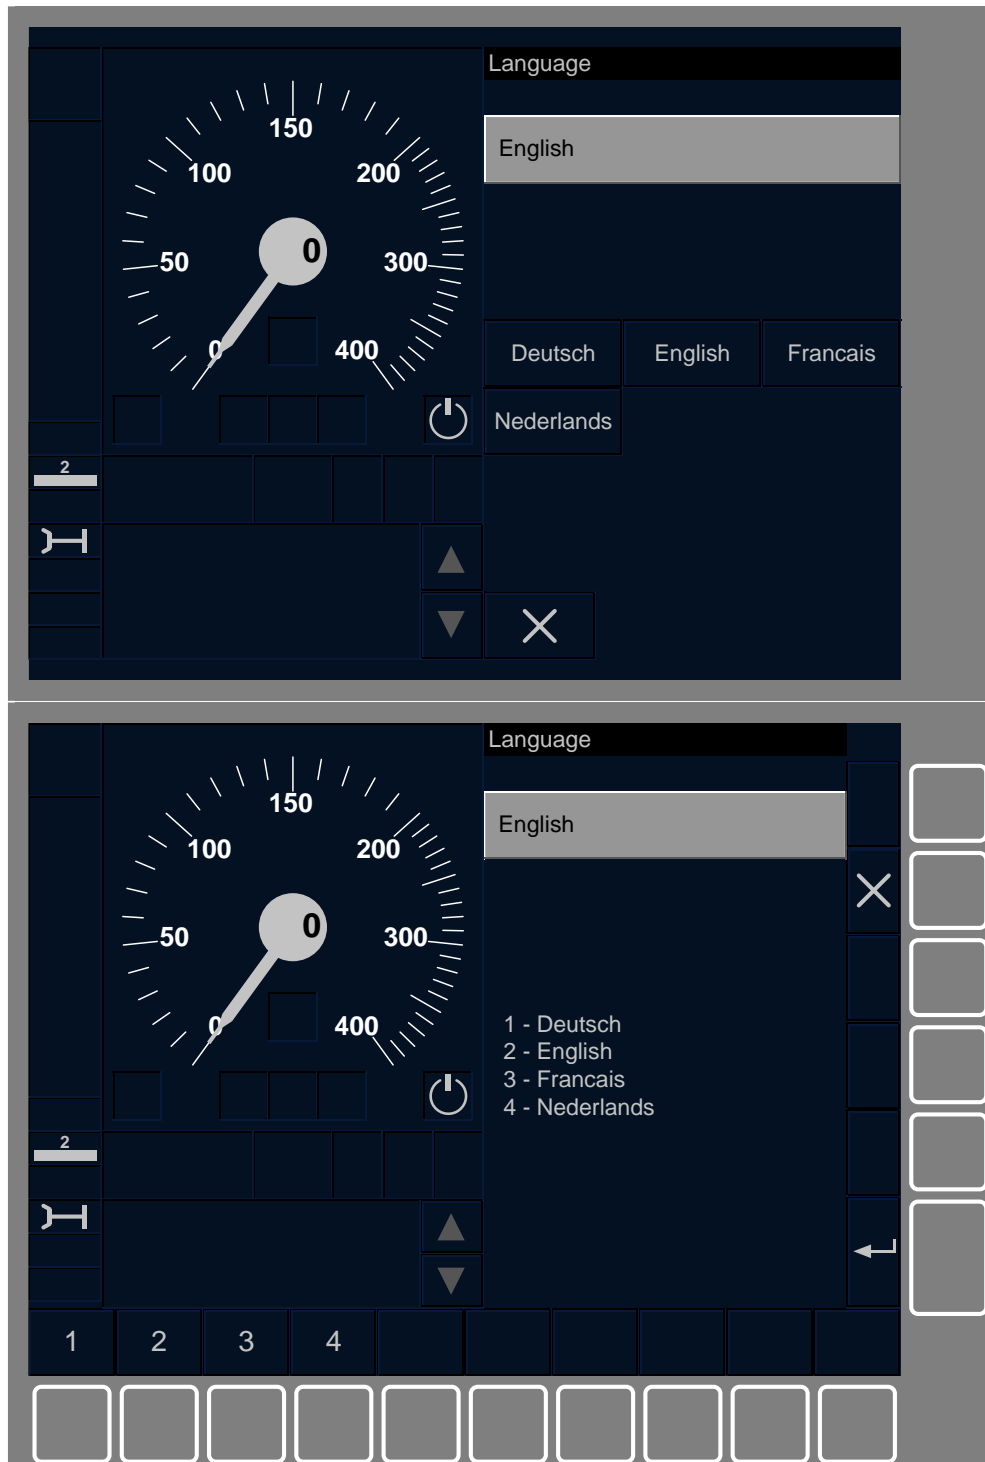 Language
150
English
100
200
0
50
300
0
400
Deutsch
English
Francais
Nederlands
2
Language
150
English
100
200
0
50
300
0
400
1 - Deutsch
2 - English
3 - Francais
4 - Nederlands
2
1
2
3
4